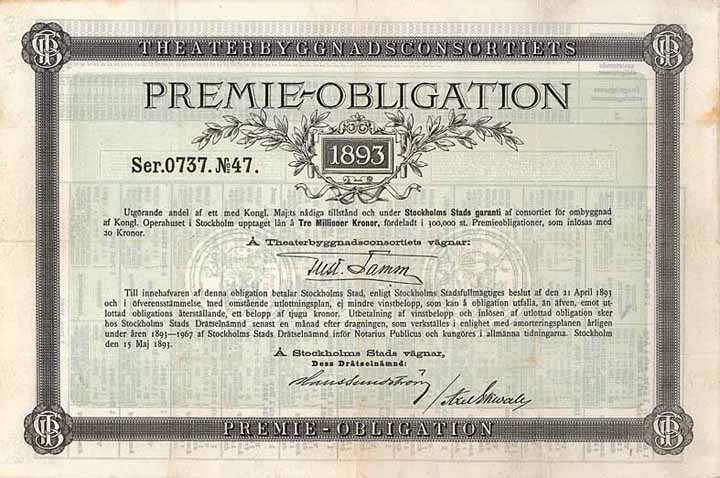 THEATERBYGGNADSCONSORTIETS
PREMIE-OBLIGATION
1893
Ser.0737. №47.
Utgörande andel af ett med Kongl. Maj:ts nådiga tillstånd och under Stockholms Stads garanti af consortiet för ombyggnad
af Kongl. Operahuset i Stockholm upptaget lån å Tre Millioner Kronor, fördeladt i 300,000 st. Premieobligationer, som inlösas med
20 Kronor.
Å Theaterbyggnadsconsortiets vägnar:
Gust. Tamm
Till innehafvaren af denna obligation betalar Stockholms Stad, enligt Stockholms Stadsfullmägtiges beslut af den 21 April 1893
och i öfverensstämmelse med omstående utlottningsplan, ej mindre vinstbelopp, som kan å obligation utfalla, än äfven, emot ut-
lottad obligations återställande, ett belopp af tjugu kronor. Utbetalning af vinstbelopp och inlösen af utlottad obligation sker
hos Stockholms Stads Drätselnämnd senast en månad efter dragningen, som verkställes i enlighet med amorteringsplanen årligen
under åren 1893—1967 af Stockholms Stads Drätselnämnd inför Notarius Publicus och kungöres i allmänna tidningarna. Stockholm
den 15 Maj 1893.
Å Stockholms Stads vägnar,
Dess Drätselnämnd:
Hans Sundström
PREMIE-OBLIGATION